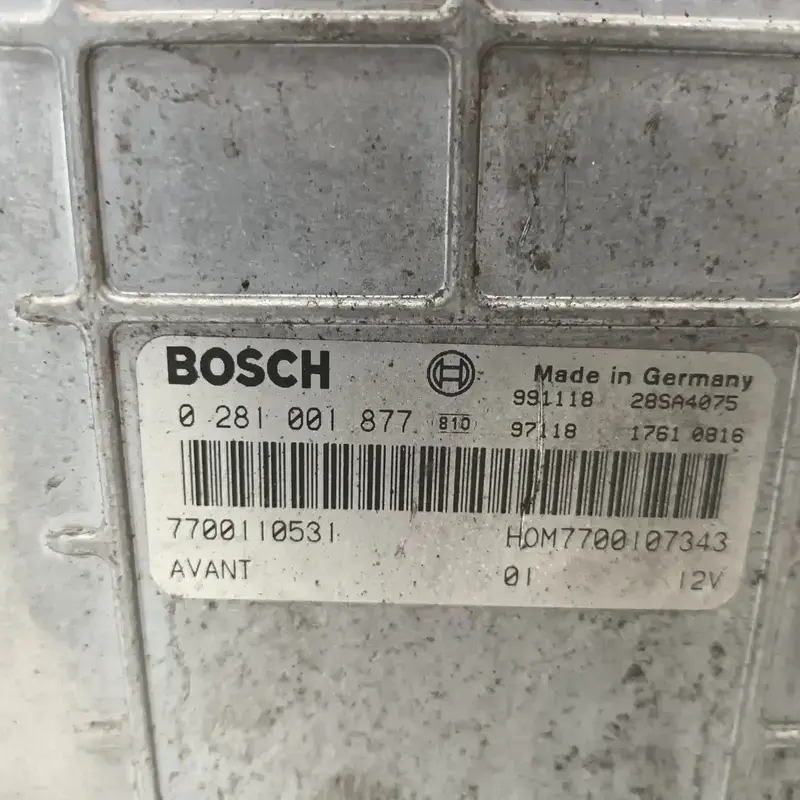 BOSCH Made in Germany
991118 28SA4075
0 281 001 877 810 97118 1761 0816
7700110531 HOM7700107343
AVANT 01 12V